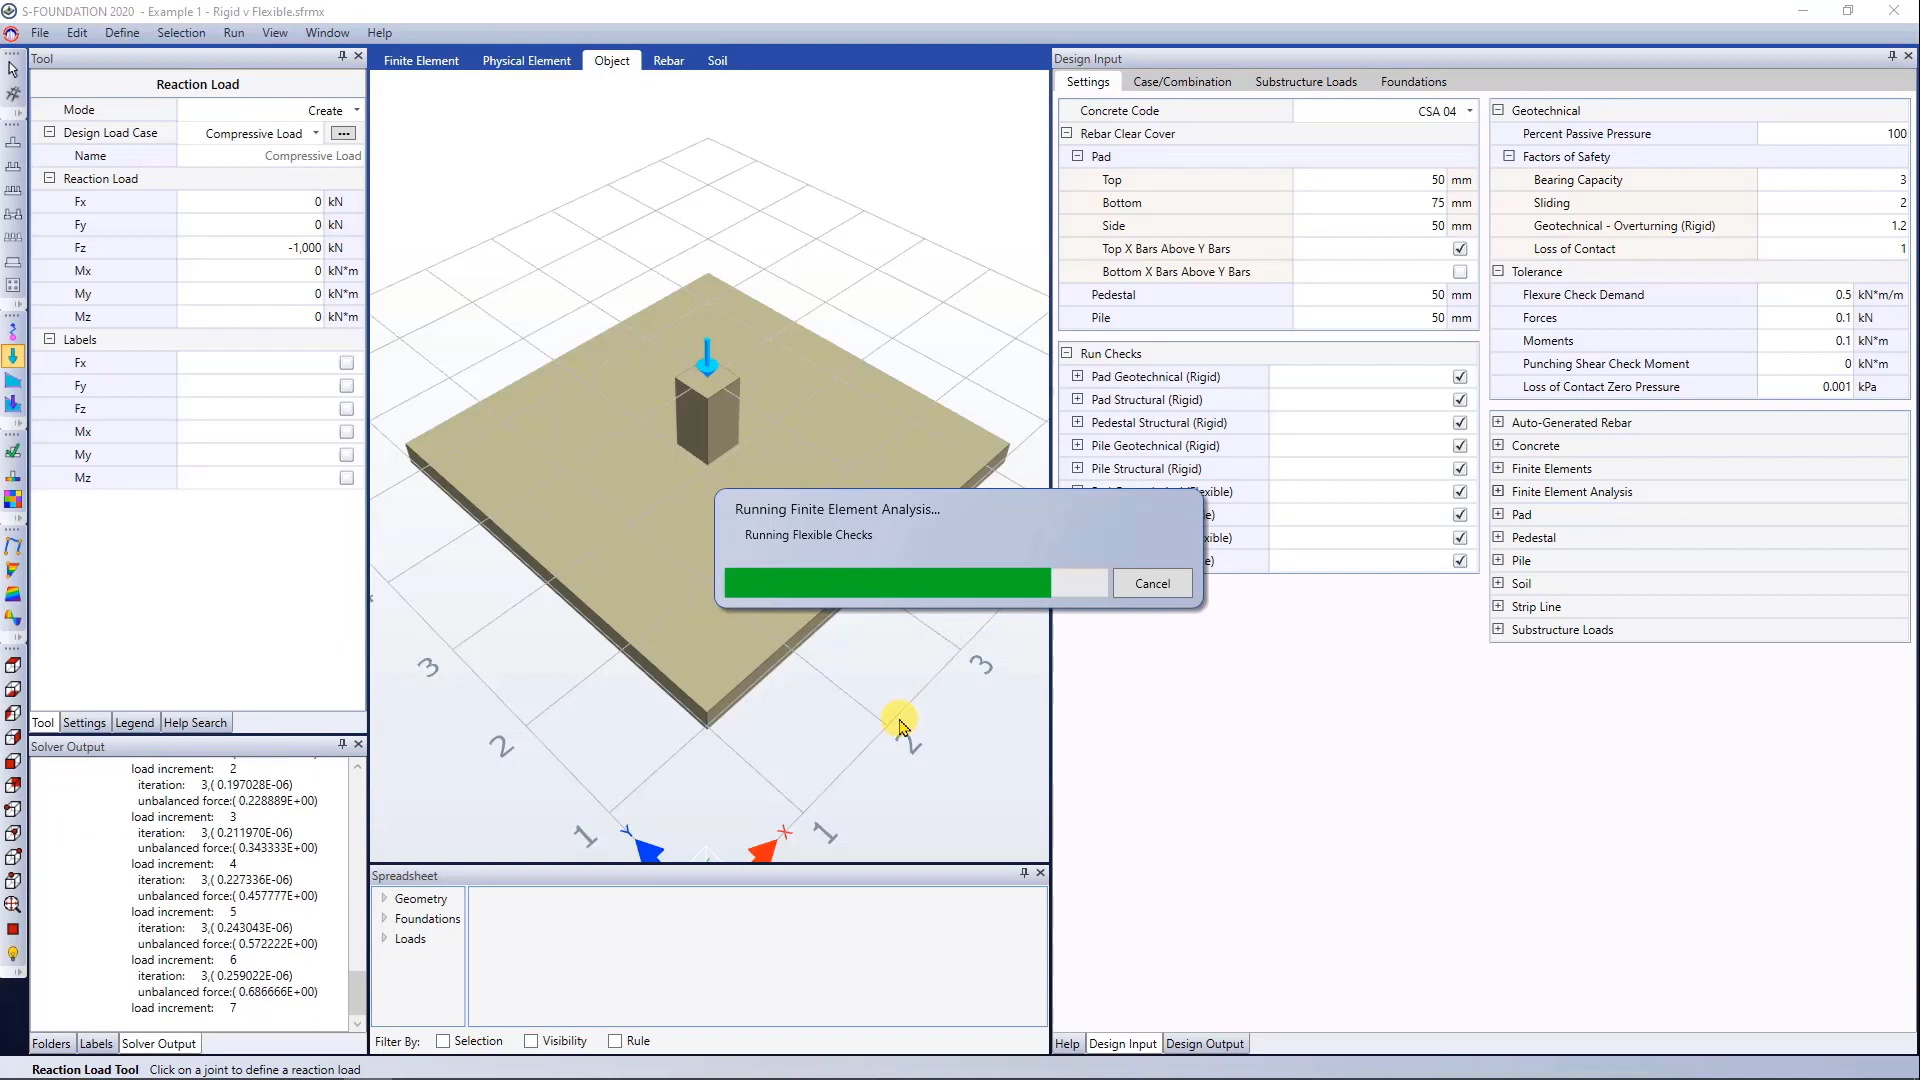 S-FOUNDATION 2020 - Example 1 - Rigid v Flexible.sfrmx
File Edit Define Selection Run View Window Help
Tool
Reaction Load
Mode Create
Design Load Case Compressive Load ...
Name Compressive Load
Reaction Load
Fx 0 kN
Fy 0 kN
Fz -1,000 kN
Mx 0 kN*m
My 0 kN*m
Mz 0 kN*m
Labels
Fx
Fy
Fz
Mx
My
Mz
Tool Settings Legend Help Search
Solver Output
load increment: 2
iteration: 3,( 0.197028E-06)
unbalanced force:( 0.228889E+00)
load increment: 3
iteration: 3,( 0.211970E-06)
unbalanced force:( 0.343333E+00)
load increment: 4
iteration: 3,( 0.227336E-06)
unbalanced force:( 0.457777E+00)
load increment: 5
iteration: 3,( 0.243043E-06)
unbalanced force:( 0.572222E+00)
load increment: 6
iteration: 3,( 0.259022E-06)
unbalanced force:( 0.686666E+00)
load increment: 7
Folders Labels Solver Output
Finite Element Physical Element Object Rebar Soil
3 3
2 2
1 Y X 1
Running Finite Element Analysis...
Running Flexible Checks
Cancel
Spreadsheet
Geometry
Foundations
Loads
Filter By: Selection Visibility Rule
Design Input
Settings Case/Combination Substructure Loads Foundations
Concrete Code CSA 04
Rebar Clear Cover
Pad
Top 50 mm
Bottom 75 mm
Side 50 mm
Top X Bars Above Y Bars
Bottom X Bars Above Y Bars
Pedestal 50 mm
Pile 50 mm
Run Checks
Pad Geotechnical (Rigid)
Pad Structural (Rigid)
Pedestal Structural (Rigid)
Pile Geotechnical (Rigid)
Pile Structural (Rigid)
Geotechnical
Percent Passive Pressure 100
Factors of Safety
Bearing Capacity 3
Sliding 2
Geotechnical - Overturning (Rigid) 1.2
Loss of Contact 1
Tolerance
Flexure Check Demand 0.5 kN*m/m
Forces 0.1 kN
Moments 0.1 kN*m
Punching Shear Check Moment 0 kN*m
Loss of Contact Zero Pressure 0.001 kPa
Auto-Generated Rebar
Concrete
Finite Elements
Finite Element Analysis
Pad
Pedestal
Pile
Soil
Strip Line
Substructure Loads
Help Design Input Design Output
Reaction Load Tool Click on a joint to define a reaction load